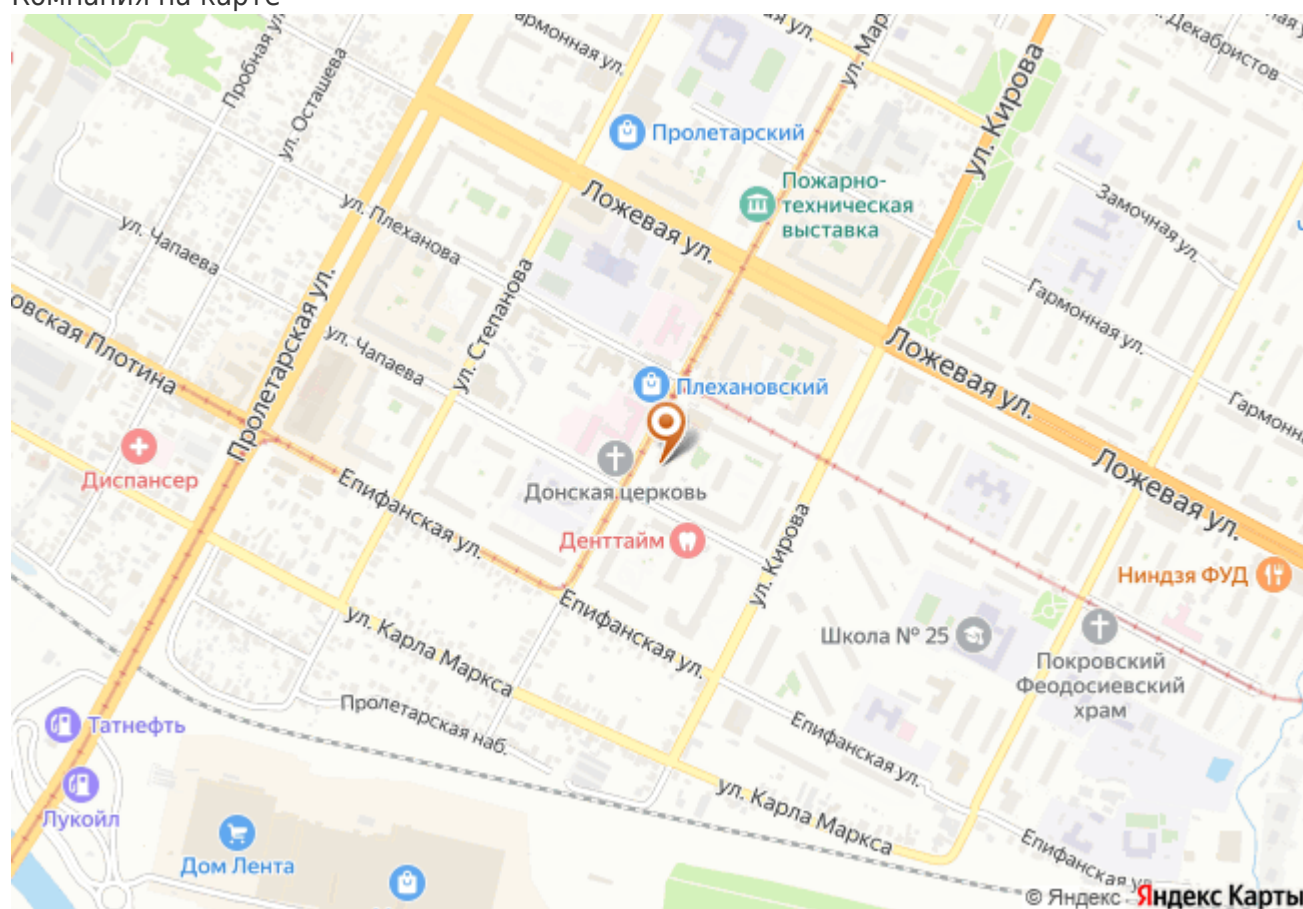 Компания на карте
армонная ул.
ул. Мар
Декабристов
Пробная ул.
ул. Осташева
ул. Кирова
Пролетарский
Пожарно-
техническая
выставка
Ложевая ул.
Замочная ул.
ул. Плеханова
ул. Чапаева
Гармонная ул.
ул. Степанова
овская Плотина
Пролетарская ул.
ул. Чапаева
Ложевая ул.
Плехановский
Гармонн
Диспансер
Донская церковь
Епифанская ул.
Ложевая ул.
Денттайм
ул. Кирова
Ниндзя ФУД
Епифанская ул.
ул. Карла Маркса
Школа № 25
Покровский
Феодосиевский
храм
Пролетарская наб.
Татнефть
Епифанская ул.
Лукойл
ул. Карла Маркса
Дом Лента
Епифанская ул.
© Яндекс Яндекс Карты